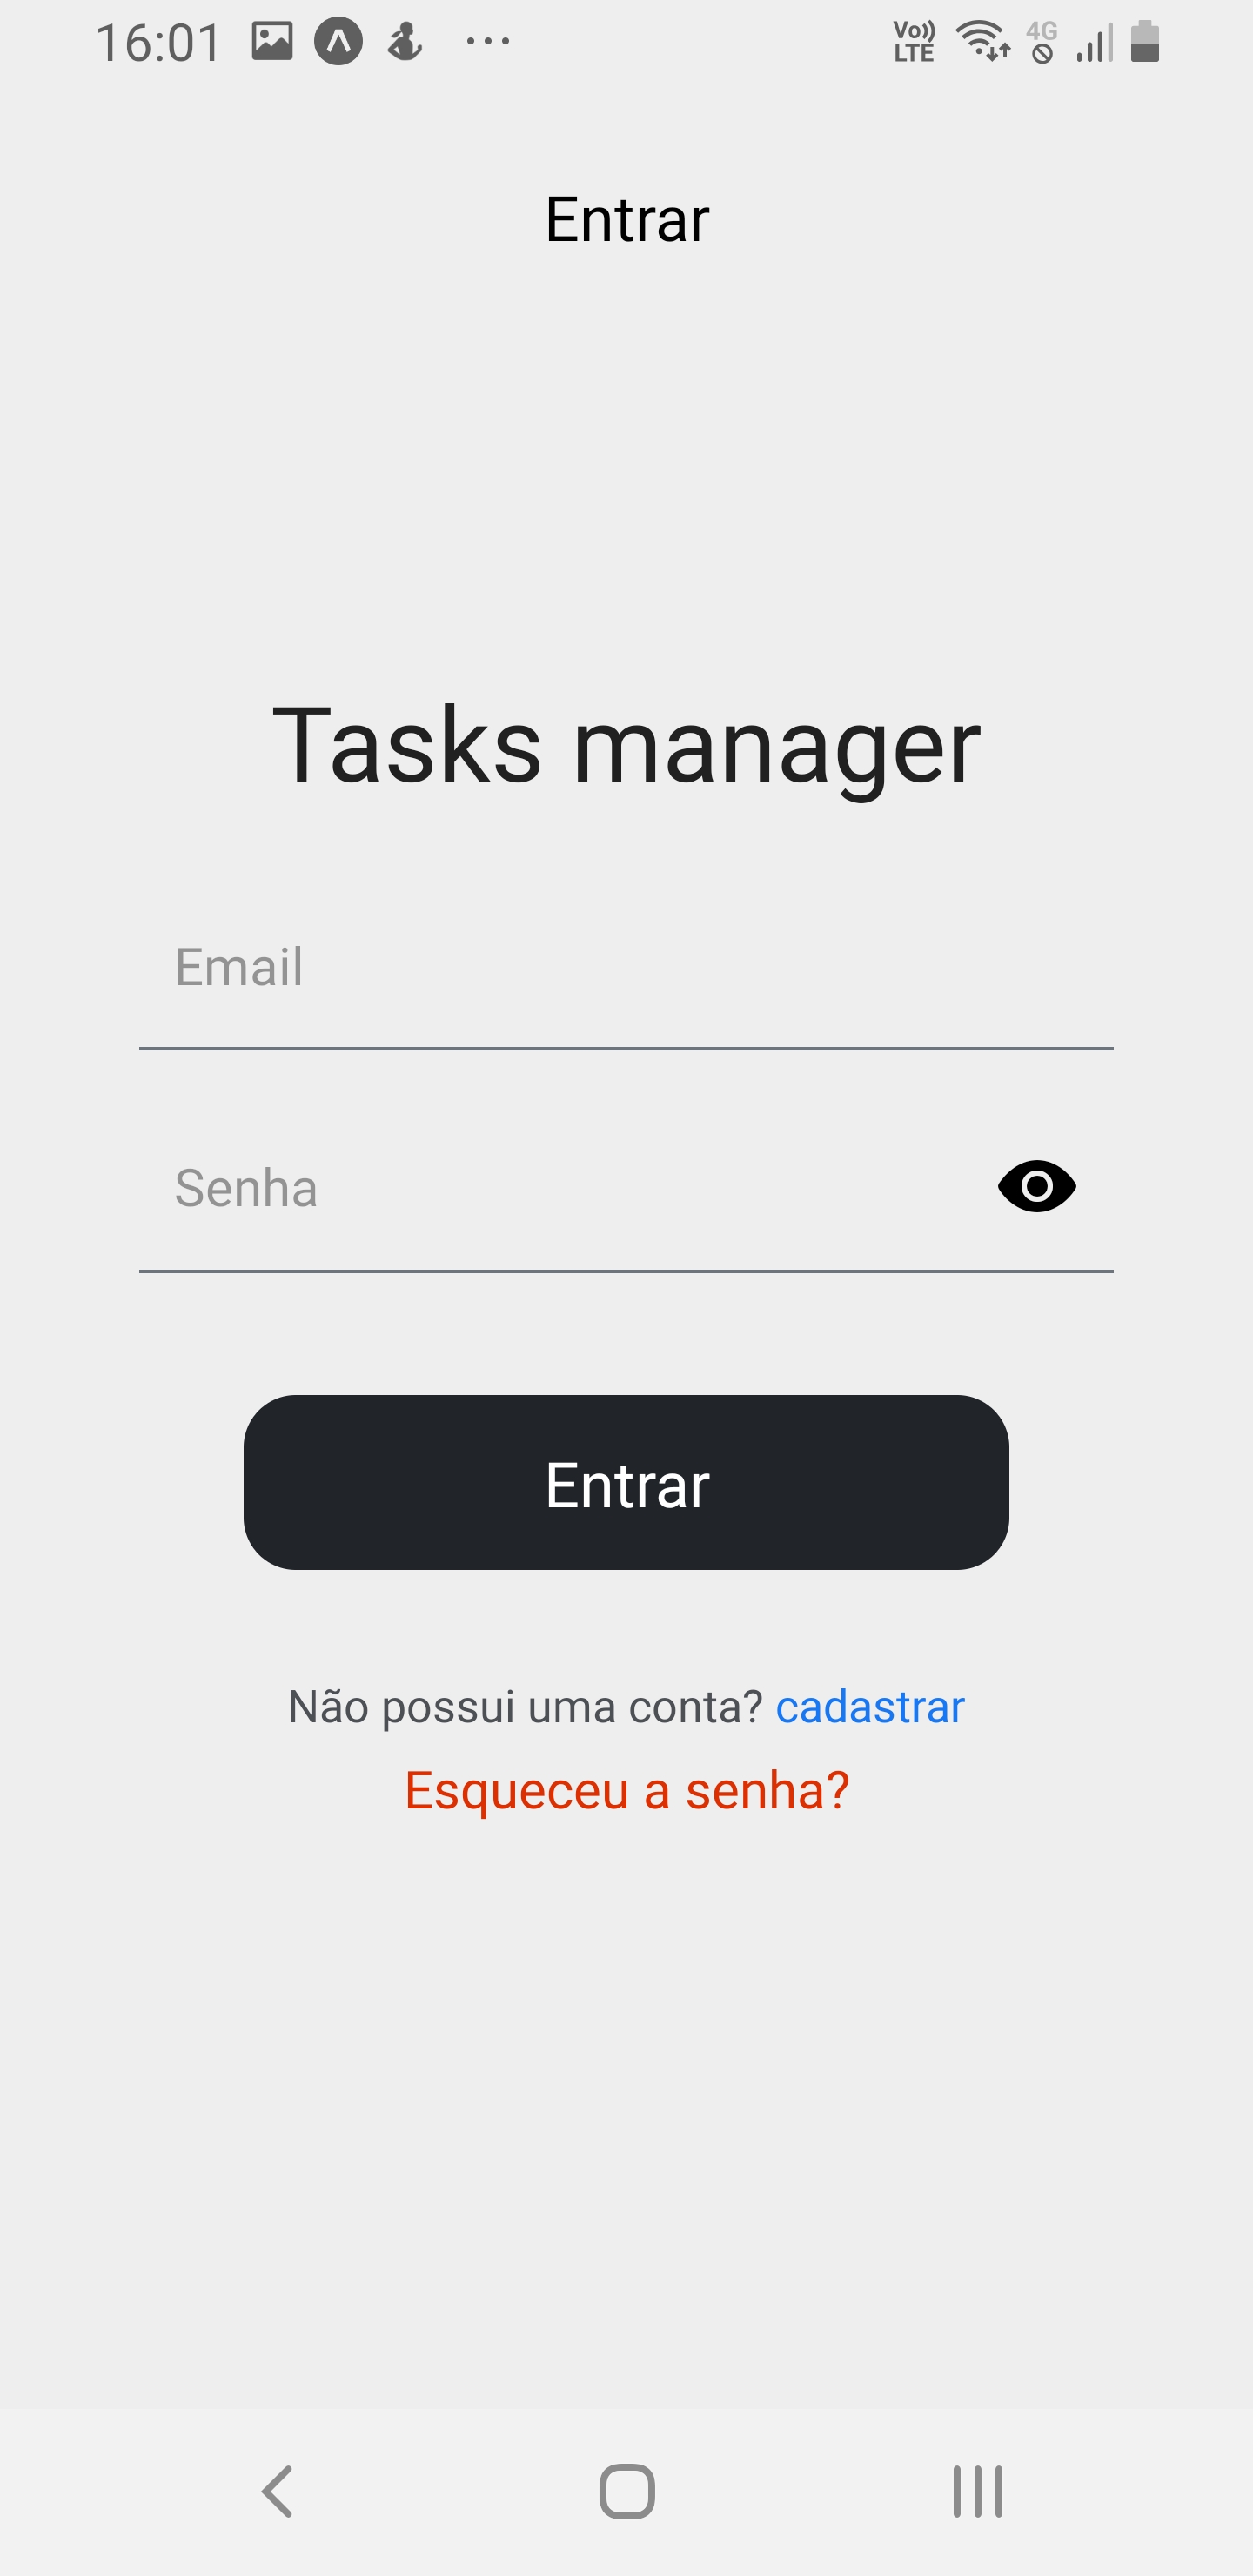 16:01 Vo)) LTE 4G
Entrar
Tasks manager
Email
Senha
Entrar
Não possui uma conta? cadastrar
Esqueceu a senha?